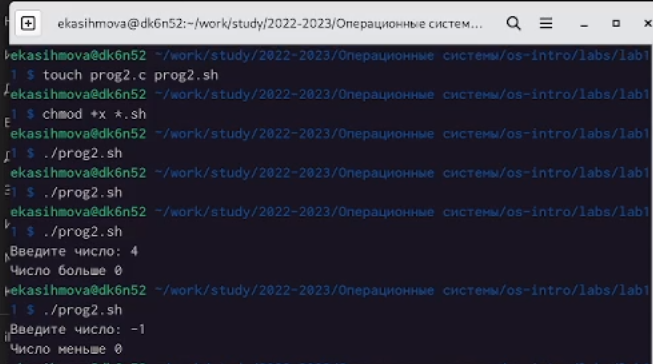 ekasihmova@dk6n52:~/work/study/2022-2023/Операционные систем...
ekasihmova@dk6n52 ~/work/study/2022-2023/Операционные системы/os-intro/labs/lab1
1 $ touch prog2.c prog2.sh
ekasihmova@dk6n52 ~/work/study/2022-2023/Операционные системы/os-intro/labs/lab1
1 $ chmod +x *.sh
ekasihmova@dk6n52 ~/work/study/2022-2023/Операционные системы/os-intro/labs/lab1
1 $ ./prog2.sh
ekasihmova@dk6n52 ~/work/study/2022-2023/Операционные системы/os-intro/labs/lab1
1 $ ./prog2.sh
ekasihmova@dk6n52 ~/work/study/2022-2023/Операционные системы/os-intro/labs/lab1
1 $ ./prog2.sh
Введите число: 4
Число больше 0
ekasihmova@dk6n52 ~/work/study/2022-2023/Операционные системы/os-intro/labs/lab1
1 $ ./prog2.sh
Введите число: -1
Число меньше 0